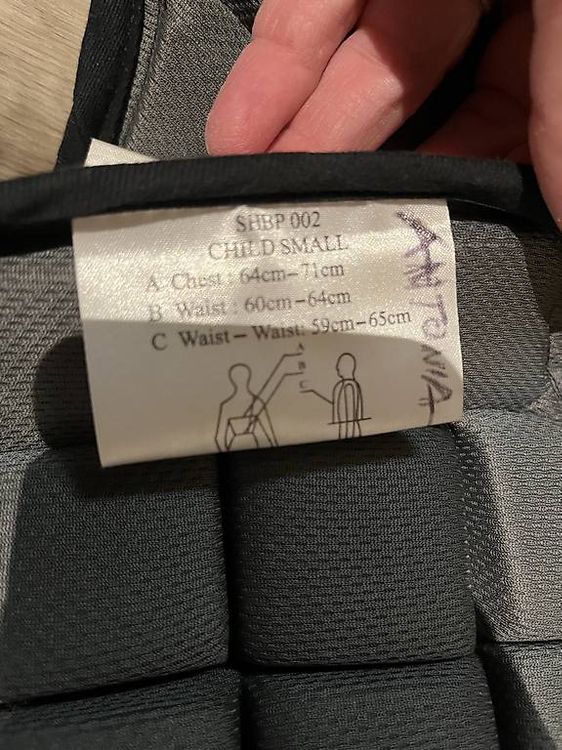 SHBP 002
CHILD SMALL
A Chest : 64cm–71cm
B Waist : 60cm–64cm
C Waist – Waist: 59cm–65cm
A
B
C
ANTONIA